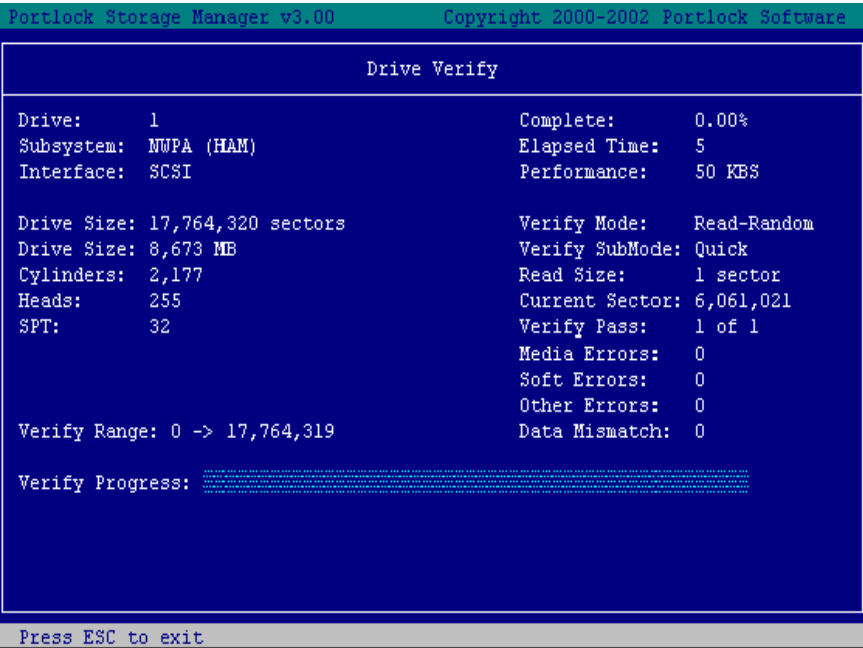 Portlock Storage Manager v3.00 Copyright 2000-2002 Portlock Software
Drive Verify
Drive: 1 Complete: 0.00%
Subsystem: NWPA (HAM) Elapsed Time: 5
Interface: SCSI Performance: 50 KBS
Drive Size: 17,764,320 sectors Verify Mode: Read-Random
Drive Size: 8,673 MB Verify SubMode: Quick
Cylinders: 2,177 Read Size: 1 sector
Heads: 255 Current Sector: 6,061,021
SPT: 32 Verify Pass: 1 of 1
Media Errors: 0
Soft Errors: 0
Other Errors: 0
Verify Range: 0 -> 17,764,319 Data Mismatch: 0
Verify Progress:
Press ESC to exit